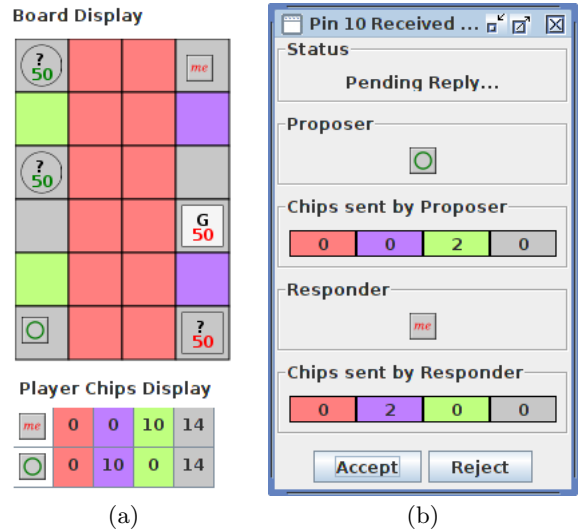 Board Display
?
50
me
?
50
G
50
?
50
Player Chips Display
me 0 0 10 14
0 10 0 14
(a)
Pin 10 Received ...
Status
Pending Reply...
Proposer
Chips sent by Proposer
0 0 2 0
Responder
me
Chips sent by Responder
0 2 0 0
Accept Reject
(b)